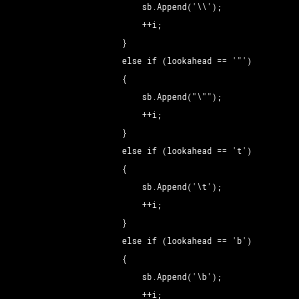 sb.Append('\\');
++i;
}
else if (lookahead == '"')
{
sb.Append("\"");
++i;
}
else if (lookahead == 't')
{
sb.Append('\t');
++i;
}
else if (lookahead == 'b')
{
sb.Append('\b');
++i;